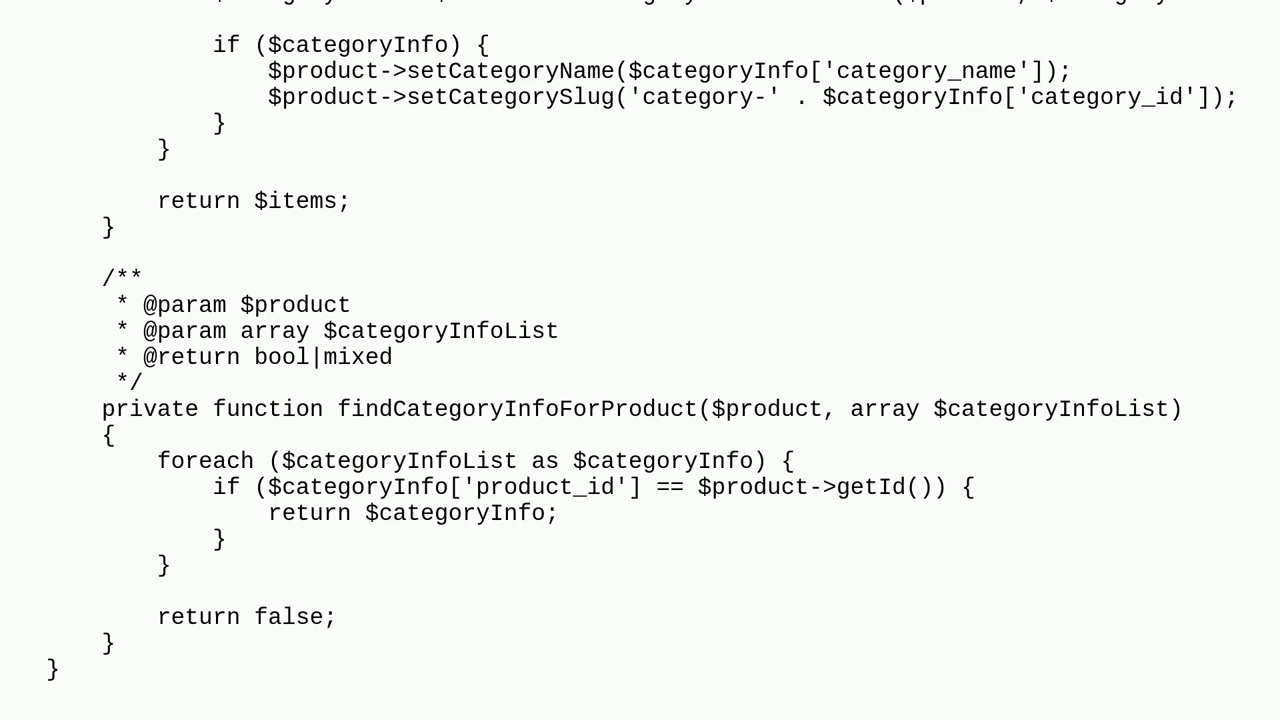 if ($categoryInfo) {
$product->setCategoryName($categoryInfo['category_name']);
$product->setCategorySlug('category-' . $categoryInfo['category_id']);
}
}
return $items;
}
/**
* @param $product
* @param array $categoryInfoList
* @return bool|mixed
*/
private function findCategoryInfoForProduct($product, array $categoryInfoList)
{
foreach ($categoryInfoList as $categoryInfo) {
if ($categoryInfo['product_id'] == $product->getId()) {
return $categoryInfo;
}
}
return false;
}
}